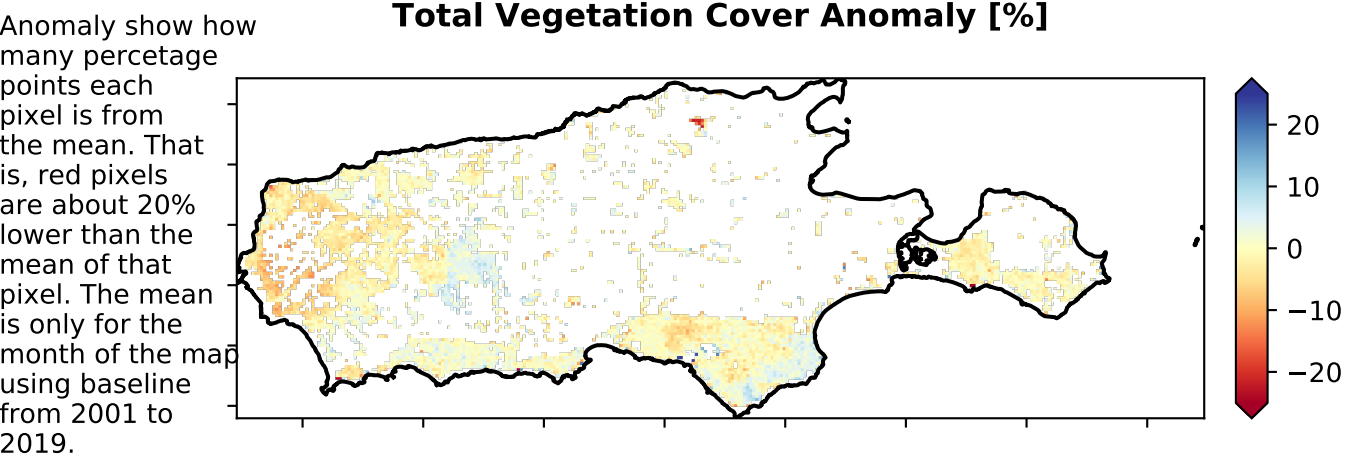 Total Vegetation Cover Anomaly [%]
Anomaly show how
many percetage
points each
pixel is from
the mean. That
is, red pixels
are about 20%
lower than the
mean of that
pixel. The mean
is only for the
month of the map
using baseline
from 2001 to
2019.
20
10
0
−10
−20